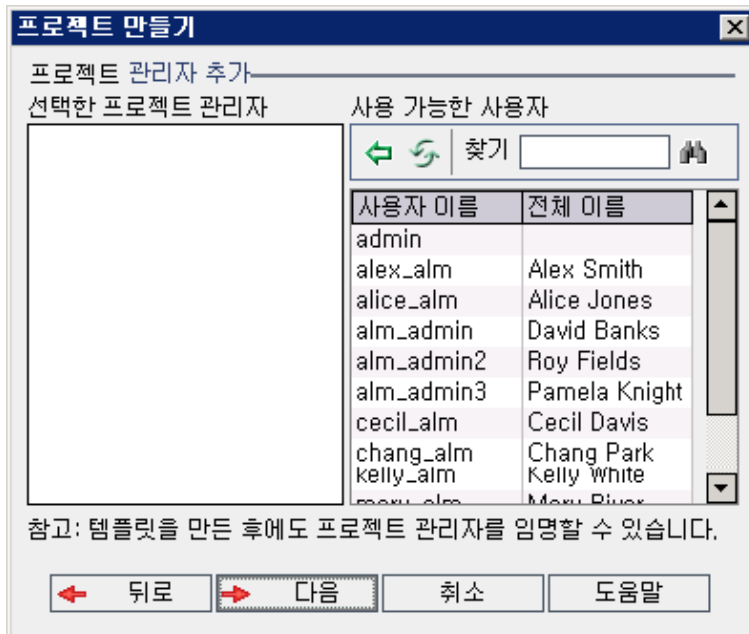 프로젝트 만들기
프로젝트 관리자 추가
선택한 프로젝트 관리자
사용 가능한 사용자
찾기
사용자 이름 전체 이름
admin
alex_alm Alex Smith
alice_alm Alice Jones
alm_admin David Banks
alm_admin2 Roy Fields
alm_admin3 Pamela Knight
cecil_alm Cecil Davis
chang_alm Chang Park
kelly_alm Kelly White
참고: 템플릿을 만든 후에도 프로젝트 관리자를 임명할 수 있습니다.
뒤로 다음 취소 도움말